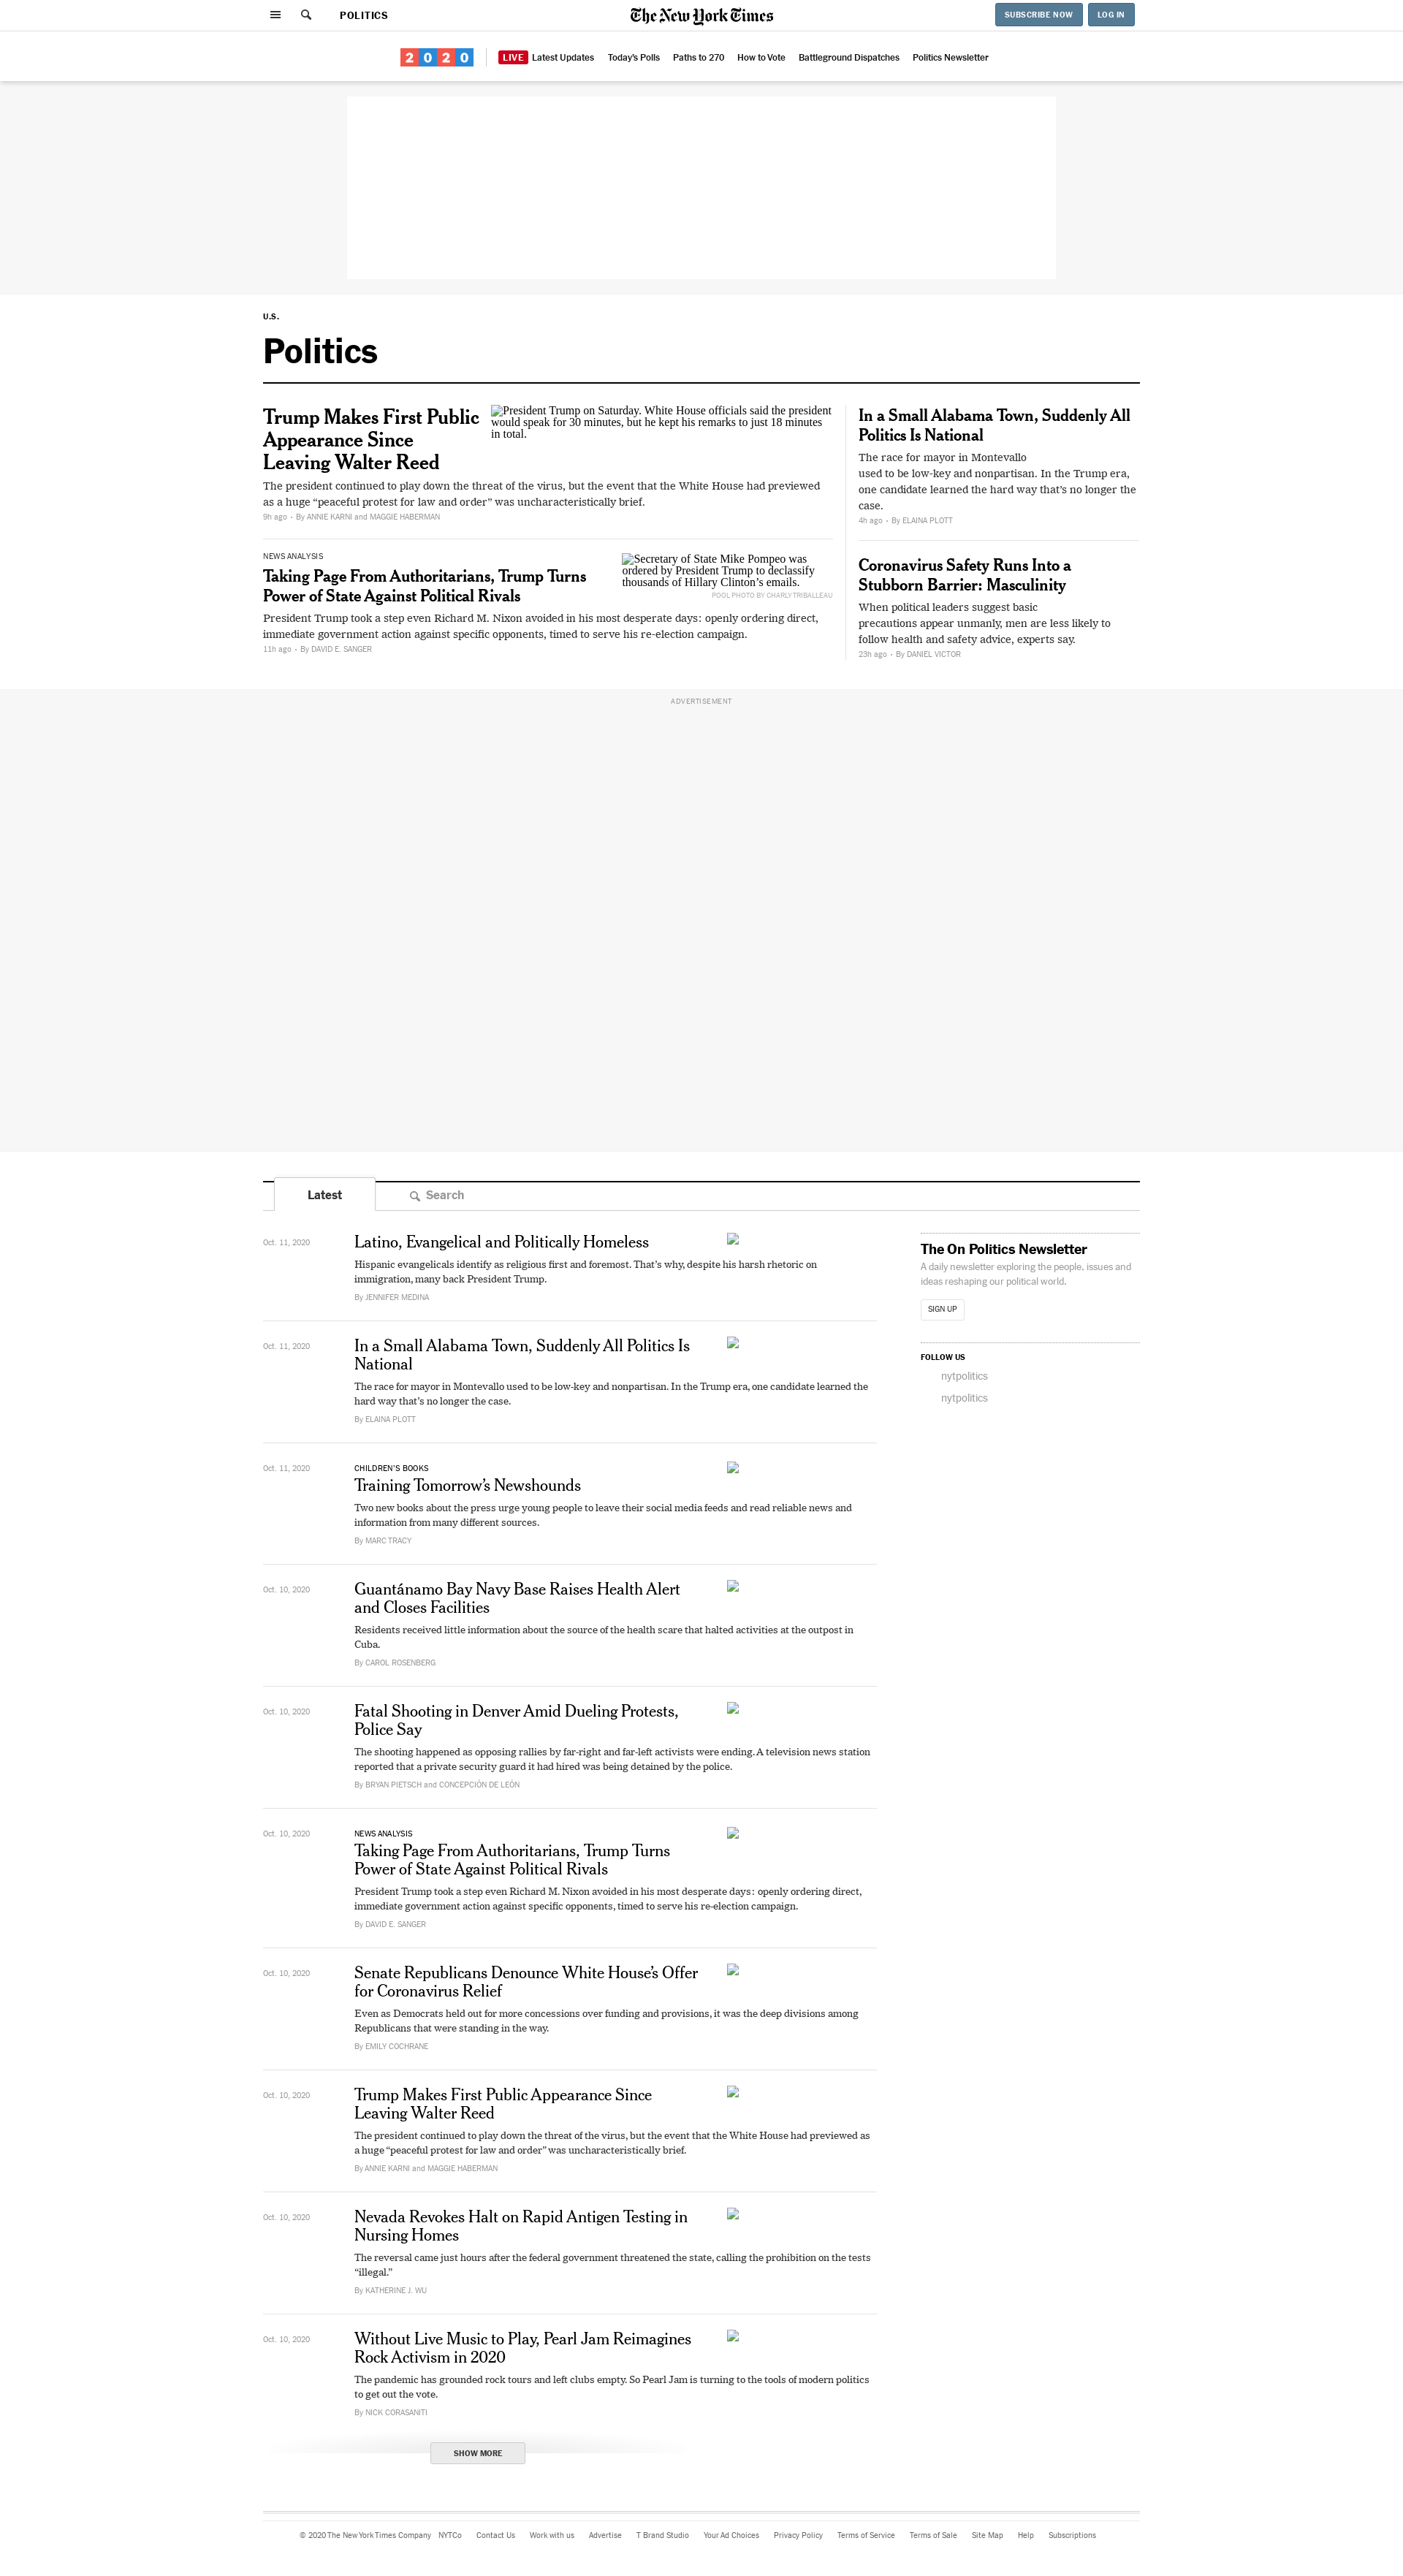 POLITICS
The New York Times
SUBSCRIBE NOW
LOG IN
2020
LIVE Latest Updates
Today's Polls
Paths to 270
How to Vote
Battleground Dispatches
Politics Newsletter
U.S.
Politics
Trump Makes First Public
Appearance Since
Leaving Walter Reed
President Trump on Saturday. White House officials said the president
would speak for 30 minutes, but he kept his remarks to just 18 minutes
in total.
The president continued to play down the threat of the virus, but the event that the White House had previewed
as a huge “peaceful protest for law and order” was uncharacteristically brief.
9h ago • By ANNIE KARNI and MAGGIE HABERMAN
NEWS ANALYSIS
Taking Page From Authoritarians, Trump Turns
Power of State Against Political Rivals
Secretary of State Mike Pompeo was
ordered by President Trump to declassify
thousands of Hillary Clinton’s emails.
POOL PHOTO BY CHARLY TRIBALLEAU
President Trump took a step even Richard M. Nixon avoided in his most desperate days: openly ordering direct,
immediate government action against specific opponents, timed to serve his re-election campaign.
11h ago • By DAVID E. SANGER
In a Small Alabama Town, Suddenly All
Politics Is National
The race for mayor in Montevallo
used to be low-key and nonpartisan. In the Trump era,
one candidate learned the hard way that’s no longer the
case.
4h ago • By ELAINA PLOTT
Coronavirus Safety Runs Into a
Stubborn Barrier: Masculinity
When political leaders suggest basic
precautions appear unmanly, men are less likely to
follow health and safety advice, experts say.
23h ago • By DANIEL VICTOR
ADVERTISEMENT
Latest
Search
Oct. 11, 2020
Latino, Evangelical and Politically Homeless
Hispanic evangelicals identify as religious first and foremost. That’s why, despite his harsh rhetoric on
immigration, many back President Trump.
By JENNIFER MEDINA
Oct. 11, 2020
In a Small Alabama Town, Suddenly All Politics Is
National
The race for mayor in Montevallo used to be low-key and nonpartisan. In the Trump era, one candidate learned the
hard way that’s no longer the case.
By ELAINA PLOTT
Oct. 11, 2020
CHILDREN’S BOOKS
Training Tomorrow’s Newshounds
Two new books about the press urge young people to leave their social media feeds and read reliable news and
information from many different sources.
By MARC TRACY
Oct. 10, 2020
Guantánamo Bay Navy Base Raises Health Alert
and Closes Facilities
Residents received little information about the source of the health scare that halted activities at the outpost in
Cuba.
By CAROL ROSENBERG
Oct. 10, 2020
Fatal Shooting in Denver Amid Dueling Protests,
Police Say
The shooting happened as opposing rallies by far-right and far-left activists were ending. A television news station
reported that a private security guard it had hired was being detained by the police.
By BRYAN PIETSCH and CONCEPCIÓN DE LEÓN
Oct. 10, 2020
NEWS ANALYSIS
Taking Page From Authoritarians, Trump Turns
Power of State Against Political Rivals
President Trump took a step even Richard M. Nixon avoided in his most desperate days: openly ordering direct,
immediate government action against specific opponents, timed to serve his re-election campaign.
By DAVID E. SANGER
Oct. 10, 2020
Senate Republicans Denounce White House’s Offer
for Coronavirus Relief
Even as Democrats held out for more concessions over funding and provisions, it was the deep divisions among
Republicans that were standing in the way.
By EMILY COCHRANE
Oct. 10, 2020
Trump Makes First Public Appearance Since
Leaving Walter Reed
The president continued to play down the threat of the virus, but the event that the White House had previewed as
a huge “peaceful protest for law and order” was uncharacteristically brief.
By ANNIE KARNI and MAGGIE HABERMAN
Oct. 10, 2020
Nevada Revokes Halt on Rapid Antigen Testing in
Nursing Homes
The reversal came just hours after the federal government threatened the state, calling the prohibition on the tests
“illegal.”
By KATHERINE J. WU
Oct. 10, 2020
Without Live Music to Play, Pearl Jam Reimagines
Rock Activism in 2020
The pandemic has grounded rock tours and left clubs empty. So Pearl Jam is turning to the tools of modern politics
to get out the vote.
By NICK CORASANITI
SHOW MORE
The On Politics Newsletter
A daily newsletter exploring the people, issues and
ideas reshaping our political world.
SIGN UP
FOLLOW US
nytpolitics
nytpolitics
© 2020 The New York Times Company
NYTCo
Contact Us
Work with us
Advertise
T Brand Studio
Your Ad Choices
Privacy Policy
Terms of Service
Terms of Sale
Site Map
Help
Subscriptions